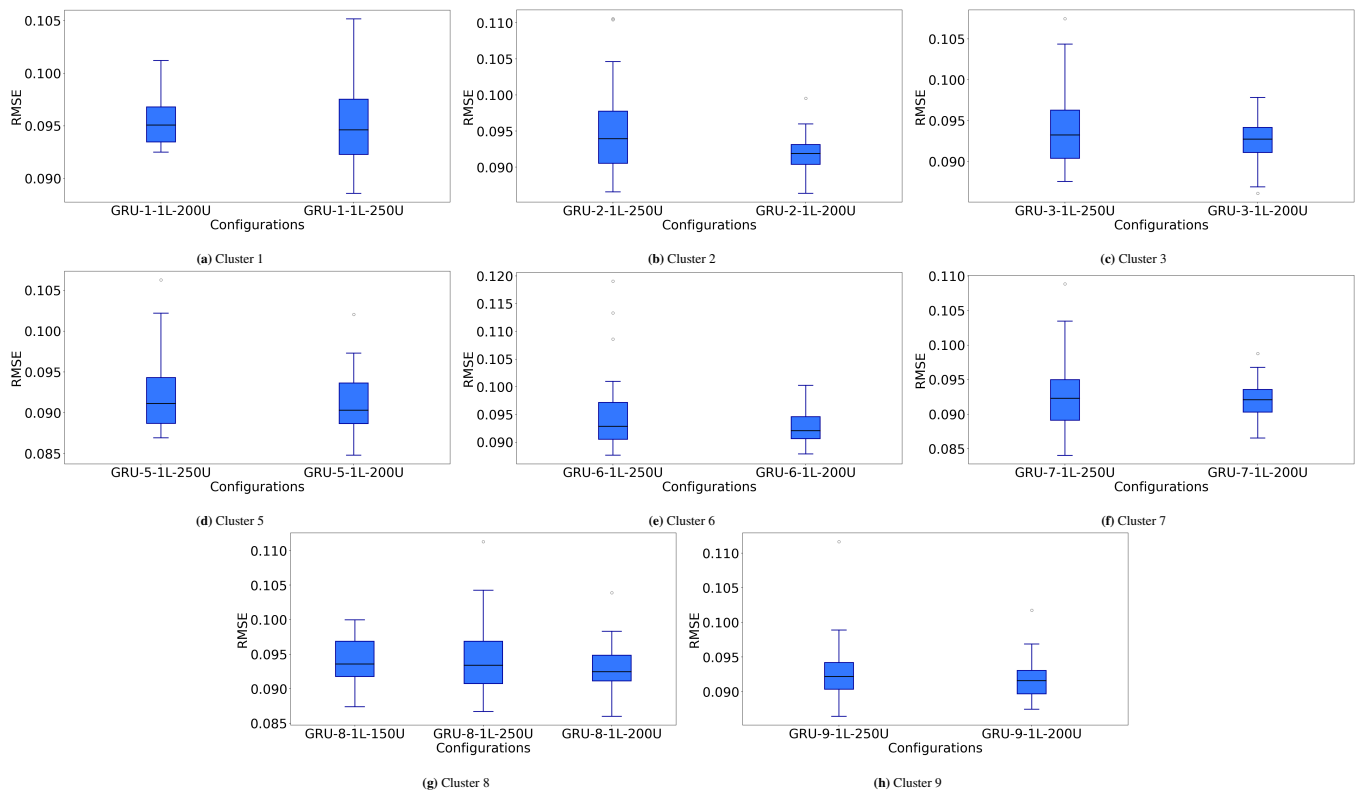 0.105
0.100
0.095
0.090
RMSE
GRU-1-1L-200U GRU-1-1L-250U
Configurations
(a) Cluster 1
0.110
0.105
0.100
0.095
0.090
RMSE
GRU-2-1L-250U GRU-2-1L-200U
Configurations
(b) Cluster 2
0.105
0.100
0.095
0.090
RMSE
GRU-3-1L-250U GRU-3-1L-200U
Configurations
(c) Cluster 3
0.105
0.100
0.095
0.090
0.085
RMSE
GRU-5-1L-250U GRU-5-1L-200U
Configurations
(d) Cluster 5
0.120
0.115
0.110
0.105
0.100
0.095
0.090
RMSE
GRU-6-1L-250U GRU-6-1L-200U
Configurations
(e) Cluster 6
0.110
0.105
0.100
0.095
0.090
0.085
RMSE
GRU-7-1L-250U GRU-7-1L-200U
Configurations
(f) Cluster 7
0.110
0.105
0.100
0.095
0.090
0.085
RMSE
GRU-8-1L-150U GRU-8-1L-250U GRU-8-1L-200U
Configurations
(g) Cluster 8
0.110
0.105
0.100
0.095
0.090
RMSE
GRU-9-1L-250U GRU-9-1L-200U
Configurations
(h) Cluster 9